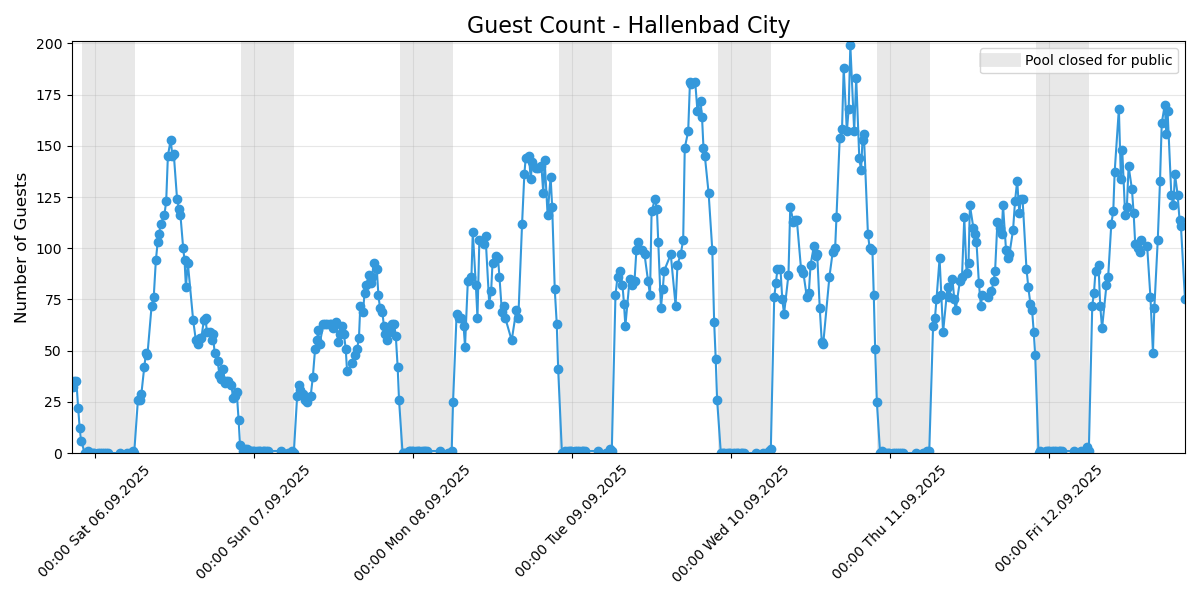 Guest Count - Hallenbad City
Pool closed for public
Number of Guests
200
175
150
125
100
75
50
25
0
00:00 Sat 06.09.2025
00:00 Sun 07.09.2025
00:00 Mon 08.09.2025
00:00 Tue 09.09.2025
00:00 Wed 10.09.2025
00:00 Thu 11.09.2025
00:00 Fri 12.09.2025